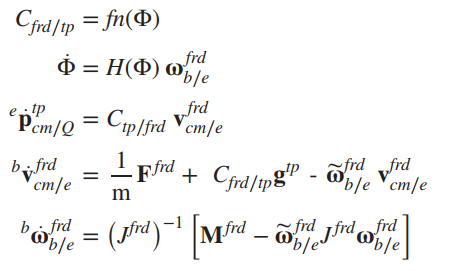 C_{frd/tp} = fn(Φ)
Φ̇ = H(Φ) ω^{frd}_{b/e}
^{e}ṗ^{tp}_{cm/Q} = C_{tp/frd} v^{frd}_{cm/e}
^{b}v̇^{frd}_{cm/e} = \frac{1}{m} F^{frd} + C_{frd/tp} g^{tp} - ω̃^{frd}_{b/e} v^{frd}_{cm/e}
^{b}ω̇^{frd}_{b/e} = (J^{frd})^{-1} [M^{frd} − ω̃^{frd}_{b/e} J^{frd} ω^{frd}_{b/e}]